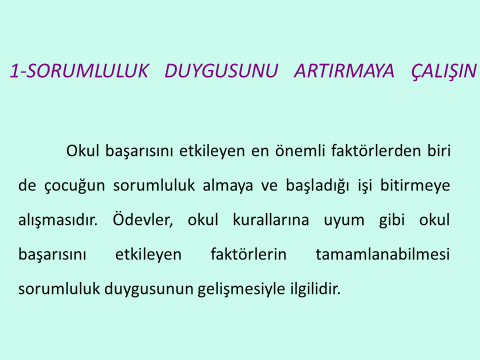 1-SORUMLULUK DUYGUSUNU ARTIRMAYA ÇALIŞIN
Okul başarısını etkileyen en önemli faktörlerden biri
de çocuğun sorumluluk almaya ve başladığı işi bitirmeye
alışmasıdır. Ödevler, okul kurallarına uyum gibi okul
başarısını etkileyen faktörlerin tamamlanabilmesi
sorumluluk duygusunun gelişmesiyle ilgilidir.